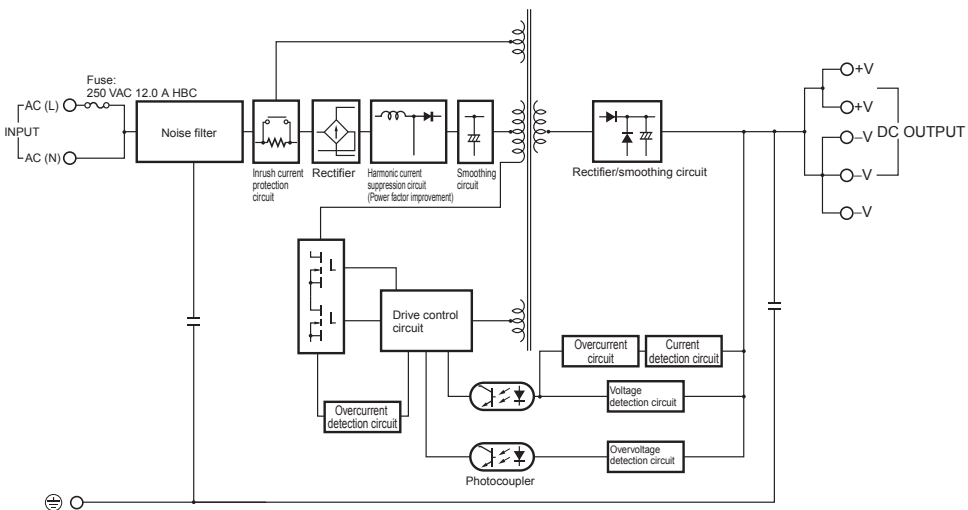 Fuse:
250 VAC 12.0 A HBC
AC (L)
INPUT
AC (N)
Noise filter
Inrush current
protection
circuit
Rectifier
Harmonic current
suppression circuit
(Power factor improvement)
Smoothing
circuit
Rectifier/smoothing circuit
+V
+V
–V
DC OUTPUT
–V
–V
Drive control
circuit
Overcurrent
circuit
Current
detection circuit
Voltage
detection circuit
Overcurrent
detection circuit
Overvoltage
detection circuit
Photocoupler